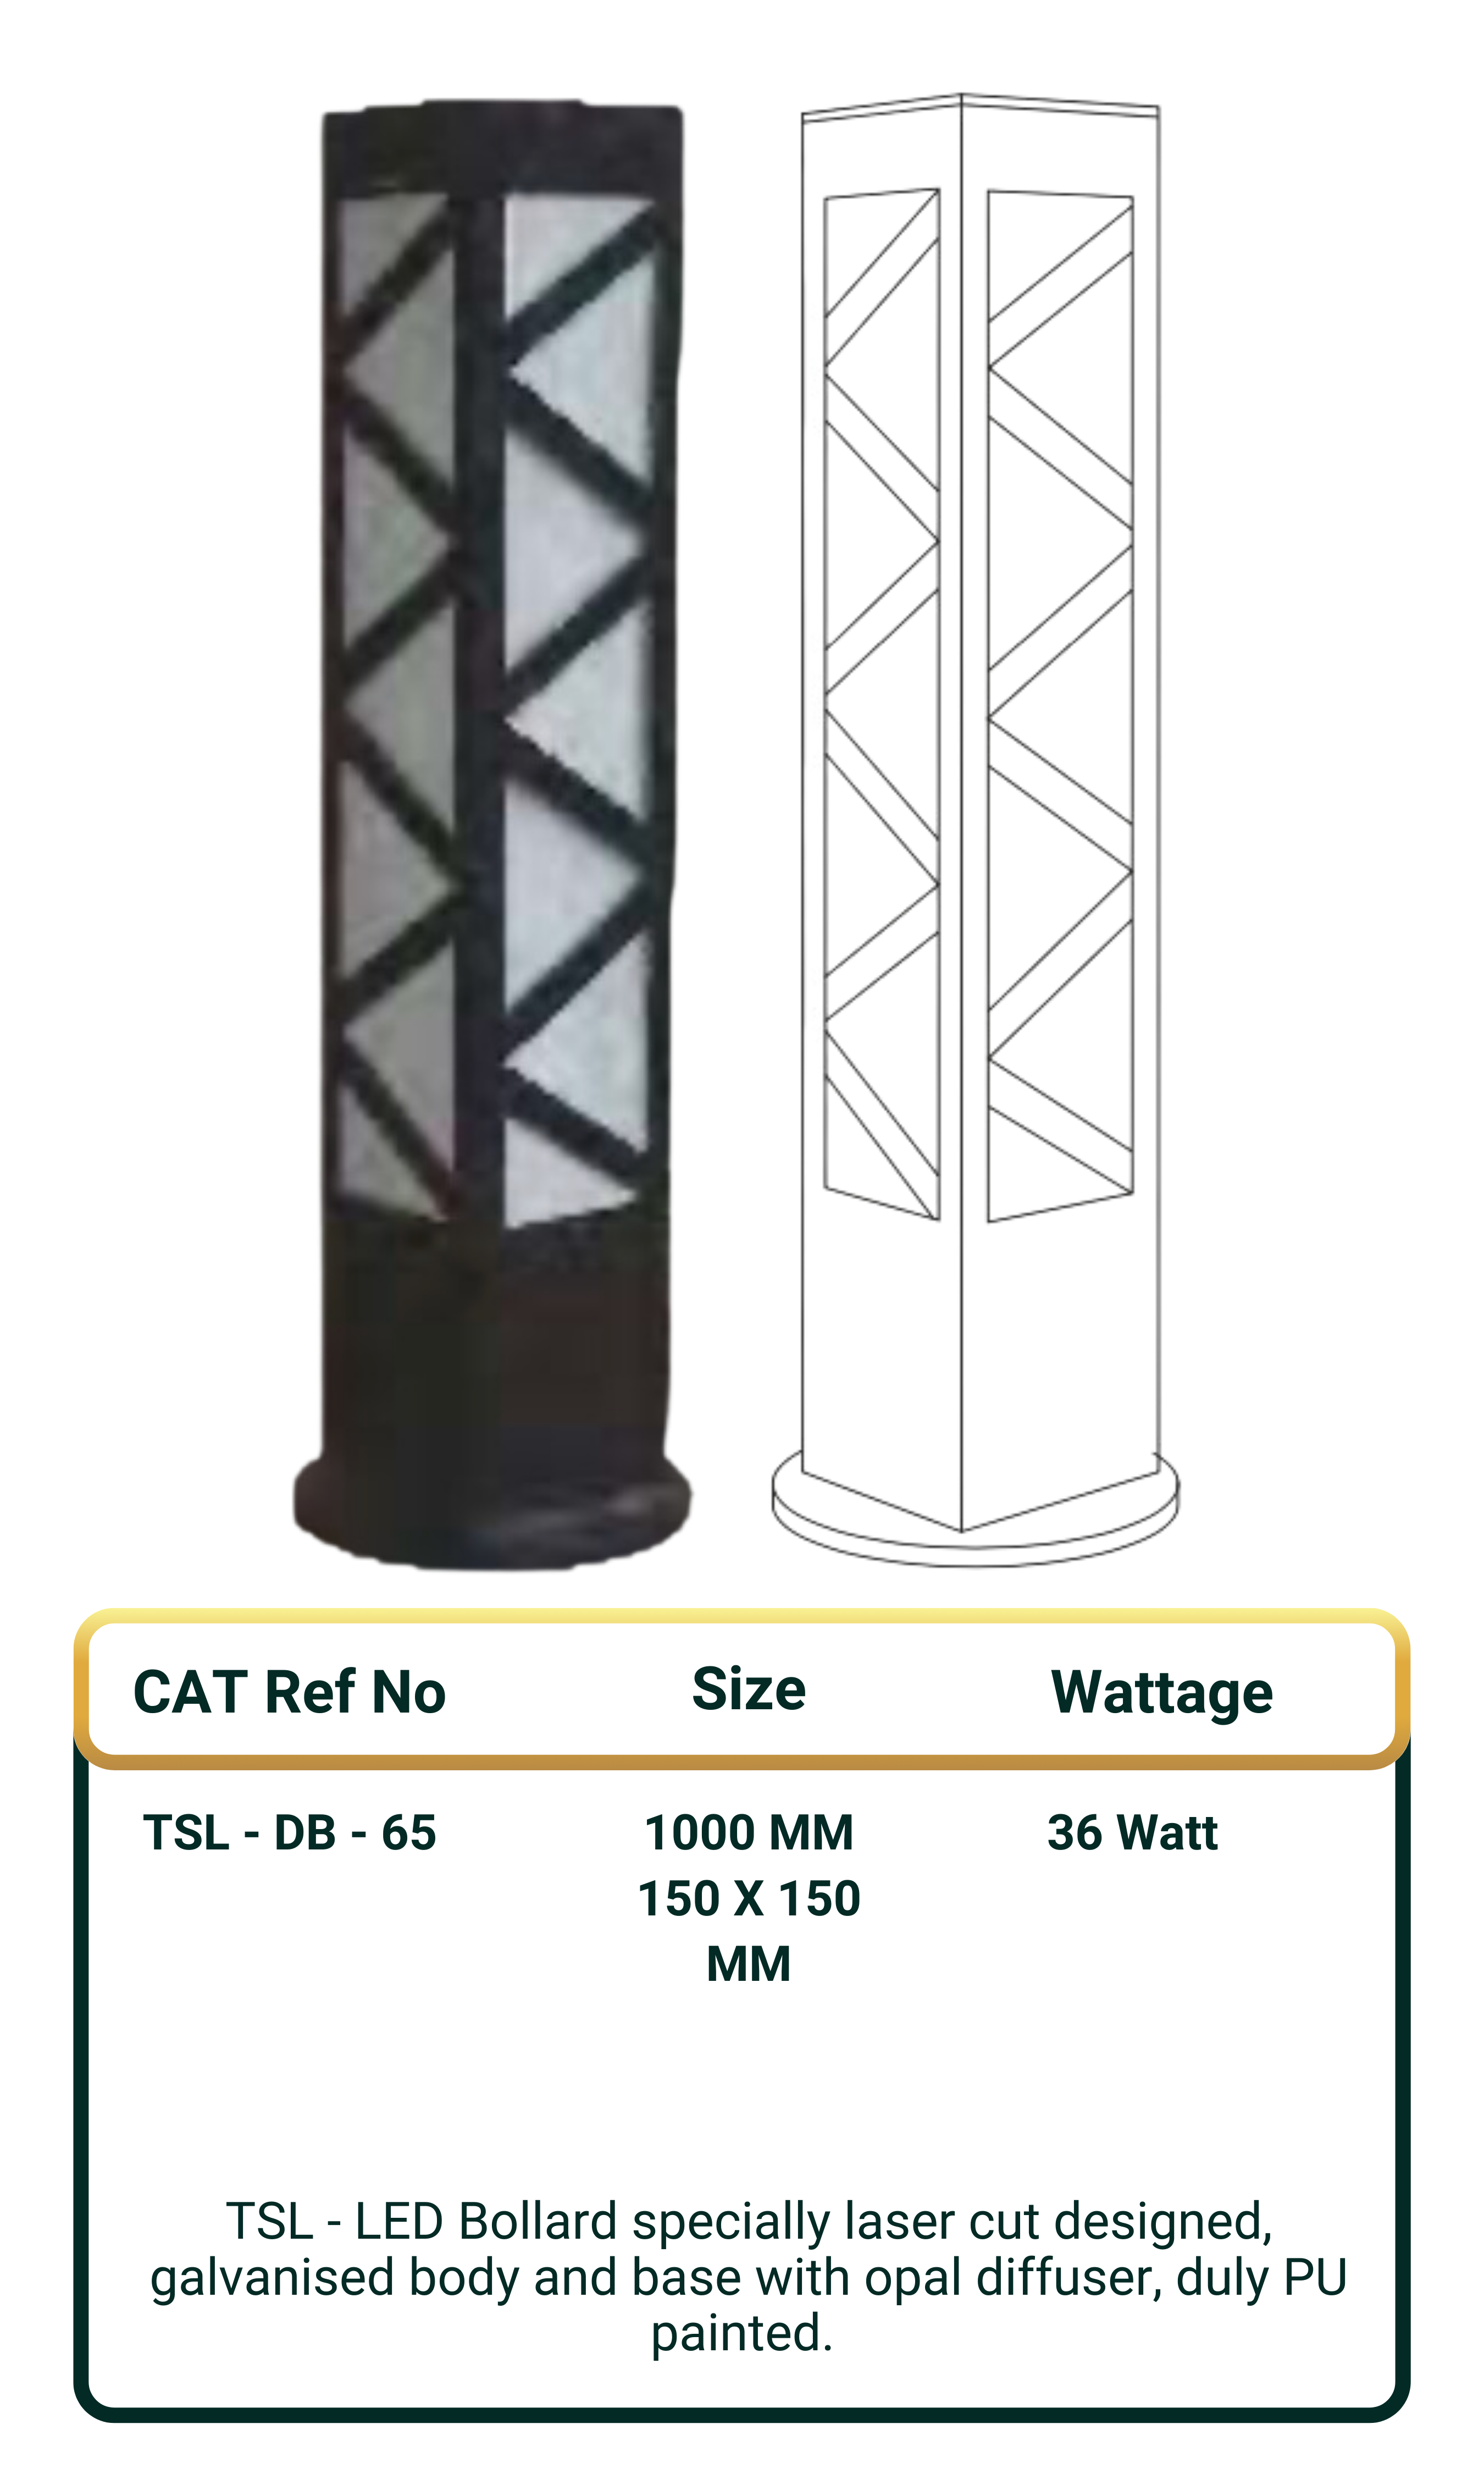 CAT Ref No Size Wattage
TSL - DB - 65 1000 MM 36 Watt
150 X 150
MM
TSL - LED Bollard specially laser cut designed,
galvanised body and base with opal diffuser, duly PU
painted.